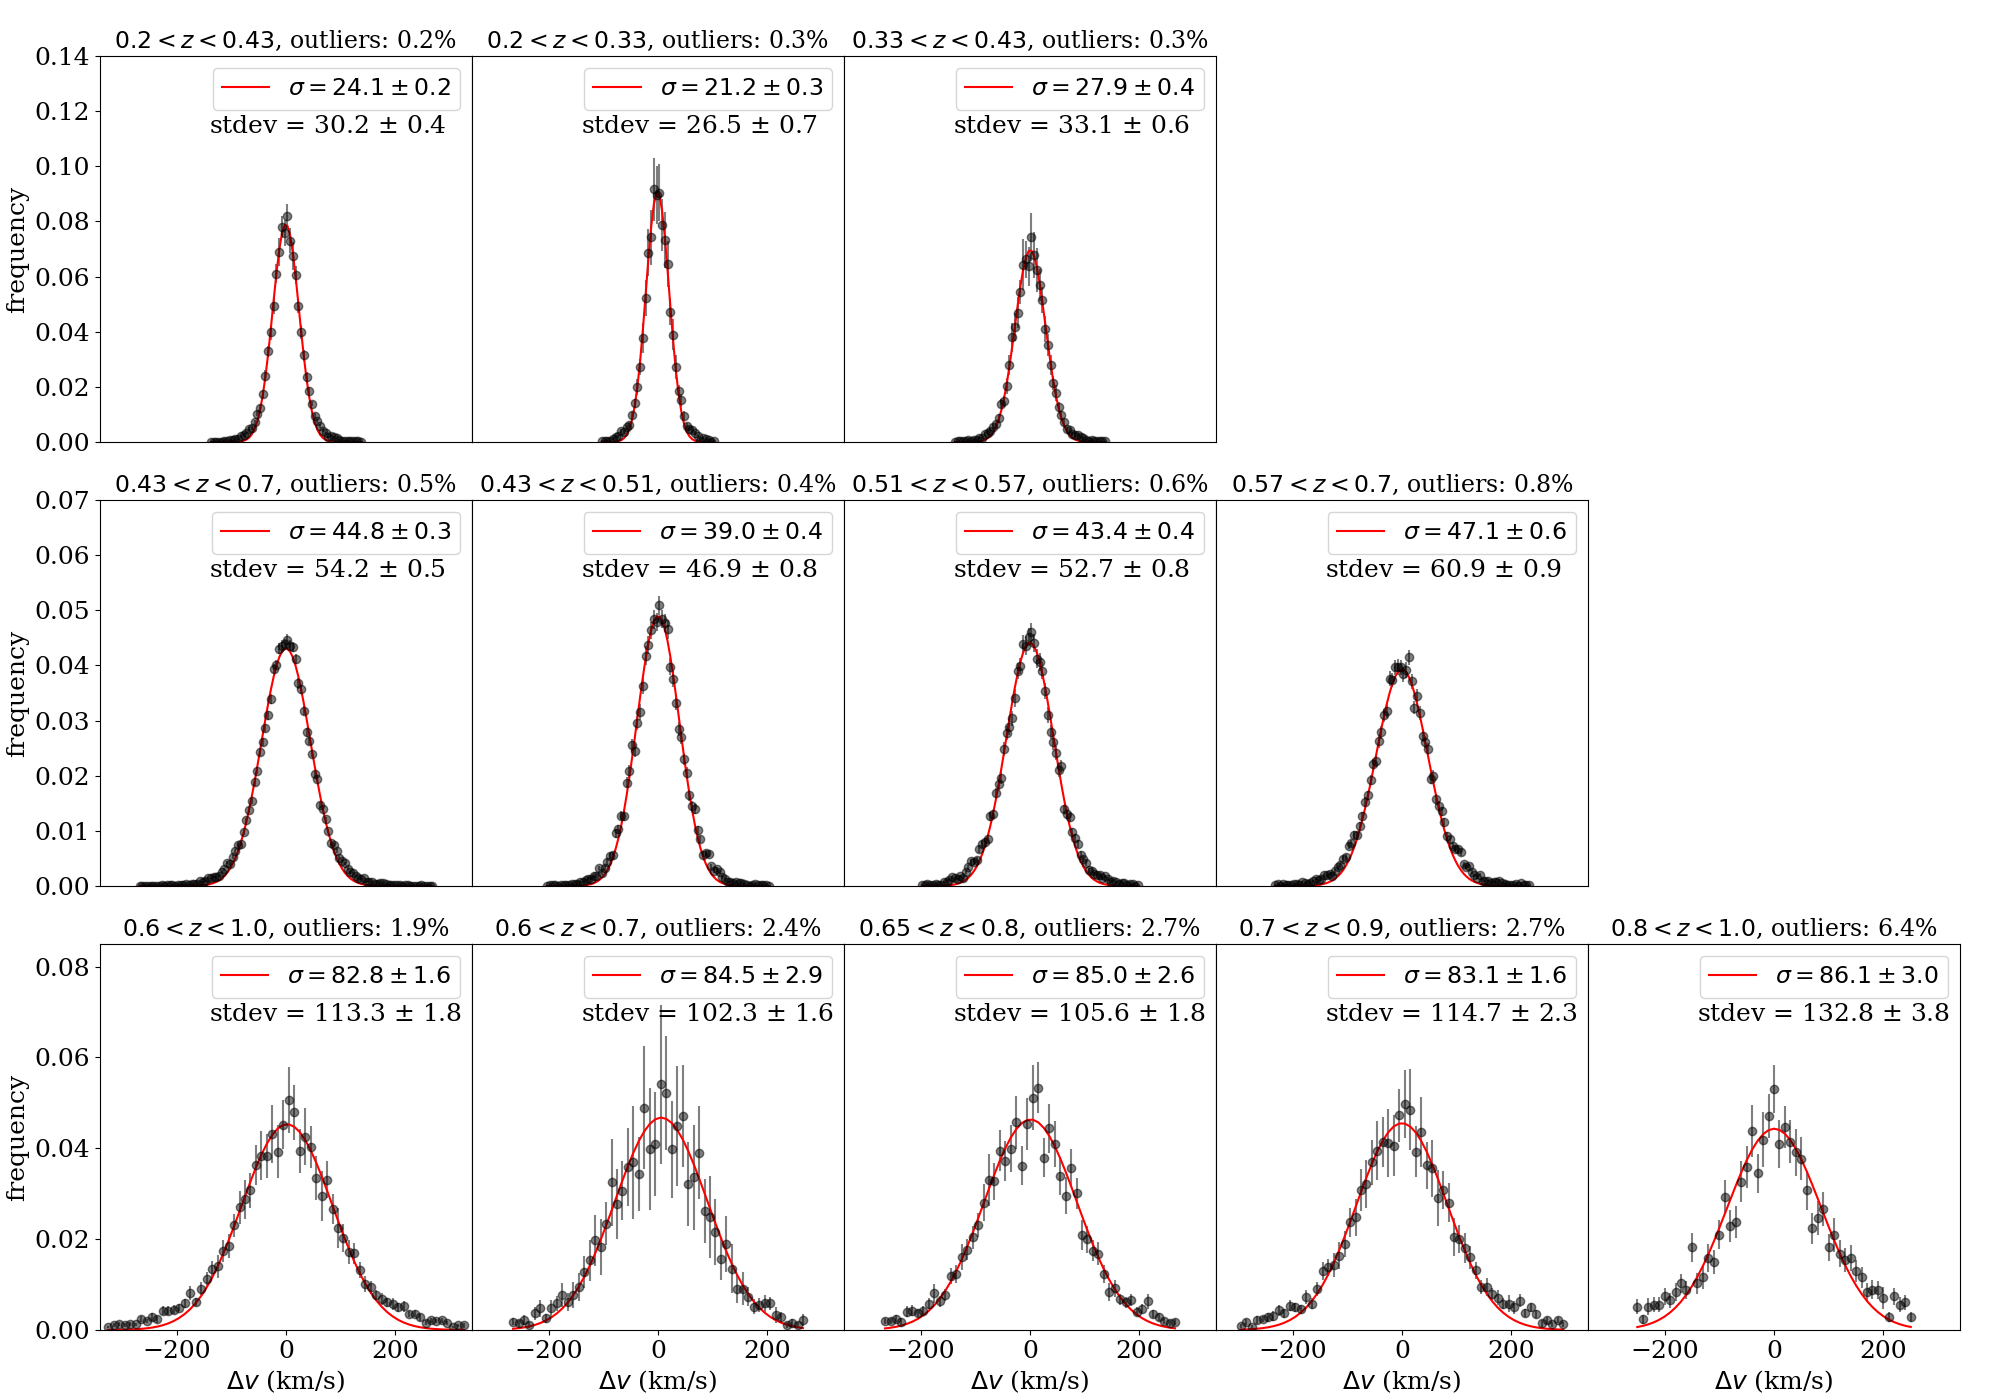 0.2 < z < 0.43, outliers: 0.2%
0.2 < z < 0.33, outliers: 0.3%
0.33 < z < 0.43, outliers: 0.3%
0.14
0.12
0.10
0.08
0.06
0.04
0.02
0.00
frequency
σ = 24.1 ± 0.2
stdev = 30.2 ± 0.4
σ = 21.2 ± 0.3
stdev = 26.5 ± 0.7
σ = 27.9 ± 0.4
stdev = 33.1 ± 0.6
0.43 < z < 0.7, outliers: 0.5%
0.43 < z < 0.51, outliers: 0.4%
0.51 < z < 0.57, outliers: 0.6%
0.57 < z < 0.7, outliers: 0.8%
0.07
0.06
0.05
0.04
0.03
0.02
0.01
0.00
frequency
σ = 44.8 ± 0.3
stdev = 54.2 ± 0.5
σ = 39.0 ± 0.4
stdev = 46.9 ± 0.8
σ = 43.4 ± 0.4
stdev = 52.7 ± 0.8
σ = 47.1 ± 0.6
stdev = 60.9 ± 0.9
0.6 < z < 1.0, outliers: 1.9%
0.6 < z < 0.7, outliers: 2.4%
0.65 < z < 0.8, outliers: 2.7%
0.7 < z < 0.9, outliers: 2.7%
0.8 < z < 1.0, outliers: 6.4%
0.08
0.06
0.04
0.02
0.00
frequency
σ = 82.8 ± 1.6
stdev = 113.3 ± 1.8
σ = 84.5 ± 2.9
stdev = 102.3 ± 1.6
σ = 85.0 ± 2.6
stdev = 105.6 ± 1.8
σ = 83.1 ± 1.6
stdev = 114.7 ± 2.3
σ = 86.1 ± 3.0
stdev = 132.8 ± 3.8
−200 0 200
−200 0 200
−200 0 200
−200 0 200
−200 0 200
Δv (km/s)
Δv (km/s)
Δv (km/s)
Δv (km/s)
Δv (km/s)